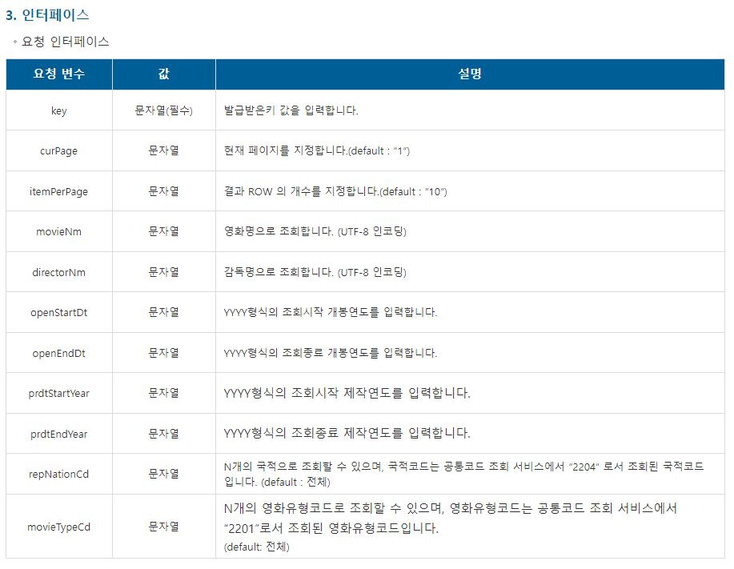 3. 인터페이스
• 요청 인터페이스
요청 변수 값 설명
key 문자열(필수) 발급받은키 값을 입력합니다.
curPage 문자열 현재 페이지를 지정합니다.(default : “1”)
itemPerPage 문자열 결과 ROW 의 개수를 지정합니다.(default : “10”)
movieNm 문자열 영화명으로 조회합니다. (UTF-8 인코딩)
directorNm 문자열 감독명으로 조회합니다. (UTF-8 인코딩)
openStartDt 문자열 YYYY형식의 조회시작 개봉연도를 입력합니다.
openEndDt 문자열 YYYY형식의 조회종료 개봉연도를 입력합니다.
prdtStartYear 문자열 YYYY형식의 조회시작 제작연도를 입력합니다.
prdtEndYear 문자열 YYYY형식의 조회종료 제작연도를 입력합니다.
repNationCd 문자열 N개의 국적으로 조회할 수 있으며, 국적코드는 공통코드 조회 서비스에서 “2204” 로서 조회된 국적코드
입니다. (default : 전체)
movieTypeCd 문자열 N개의 영화유형코드로 조회할 수 있으며, 영화유형코드는 공통코드 조회 서비스에서
“2201”로서 조회된 영화유형코드입니다.
(default: 전체)